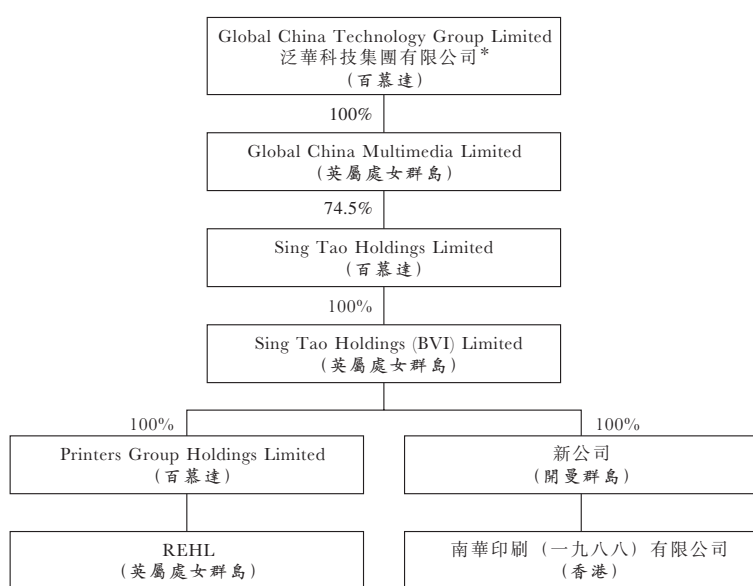 Global China Technology Group Limited
泛華科技集團有限公司*
(百慕達)
100%
Global China Multimedia Limited
(英屬處女群島)
74.5%
Sing Tao Holdings Limited
(百慕達)
100%
Sing Tao Holdings (BVI) Limited
(英屬處女群島)
100%
100%
Printers Group Holdings Limited
(百慕達)
新公司
(開曼群島)
REHL
(英屬處女群島)
南華印刷（一九八八）有限公司
(香港)